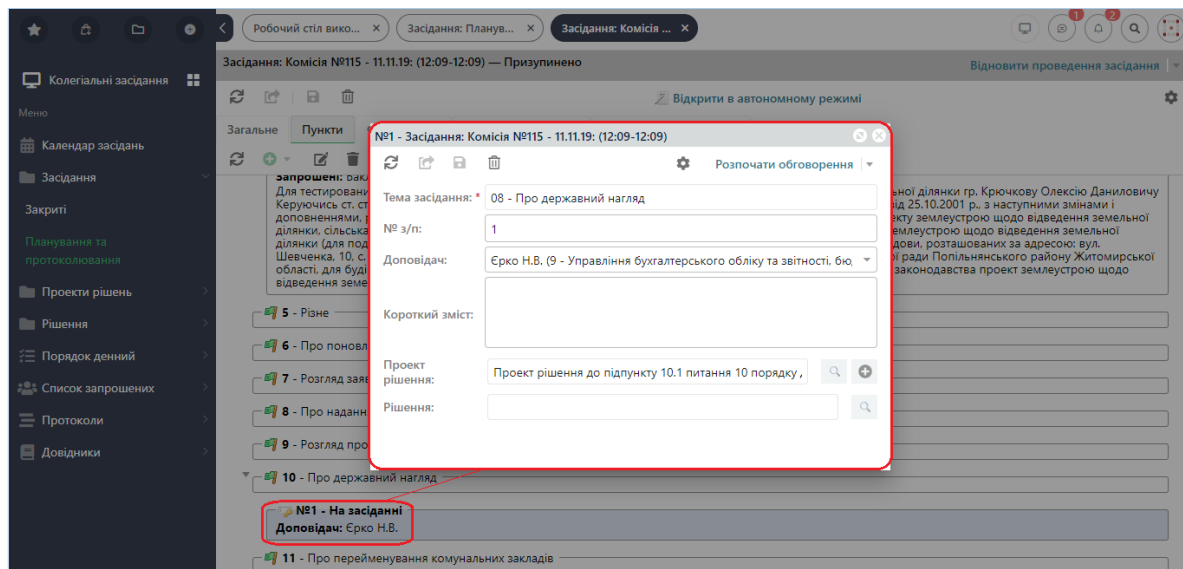 Робочий стіл вико...
Засідання: Планув...
Засідання: Комісія ...
1
2
Колегіальні засідання
Меню
Календар засідань
Засідання
Закриті
Планування та
протоколювання
Проекти рішень
Рішення
Порядок денний
Список запрошених
Протоколи
Довідники
Засідання: Комісія №115 - 11.11.19: (12:09-12:09) — Призупинено
Відновити проведення засідання
Відкрити в автономному режимі
Загальне
Пункти
Для тестирован
Керуючись ст. ст
доповненнями,
ділянки, сільська
ділянки (для под
Шевченка, 10, с.
області, для буді
відведення земе
ьної ділянки гр. Крючкову Олексію Даниловичу
від 25.10.2001 р., з наступними змінами і
екту землеустрою щодо відведення земельної
емлеустрою щодо відведення земельної
дови, розташованих за адресою: вул.
ї ради Попільнянського району Житомирської
законодавства проект землеустрою щодо
5 - Різне
6 - Про поновл
7 - Розгляд заяв
8 - Про наданн
9 - Розгляд про
10 - Про державний нагляд
№1 - На засіданні
Доповідач: Єрко Н.В.
11 - Про перейменування комунальних закладів
№1 - Засідання: Комісія №115 - 11.11.19: (12:09-12:09)
Розпочати обговорення
Тема засідання: * 08 - Про державний нагляд
№ з/п: 1
Доповідач: Єрко Н.В. (9 - Управління бухгалтерського обліку та звітності, бю
Короткий зміст:
Проект
рішення:
Проект рішення до підпункту 10.1 питання 10 порядку
Рішення: